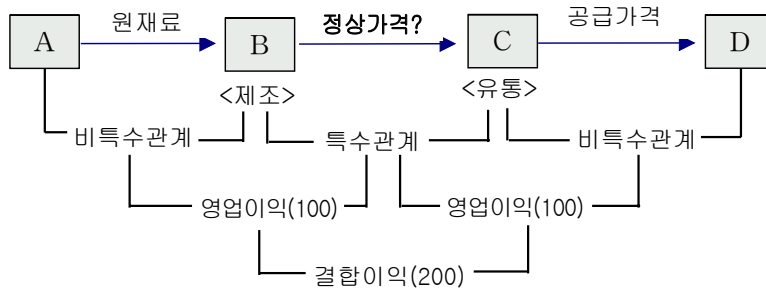 원재료 정상가격? 공급가격
A B C D
<제조> <유통>
비특수관계 특수관계 비특수관계
영업이익(100) 영업이익(100)
결합이익(200)